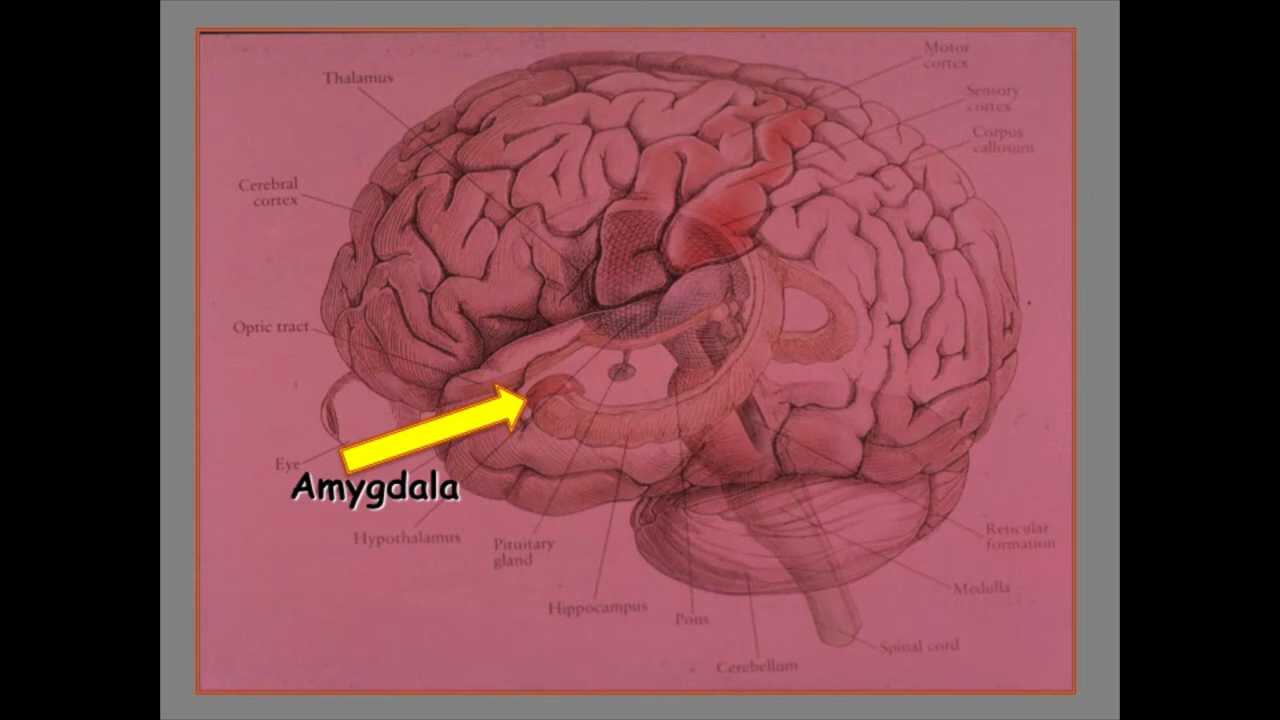 Motor
cortex
Thalamus
Sensory
cortex
Corpus
callosum
Cerebral
cortex
Optic tract
Eye
Amygdala
Hypothalamus
Pituitary
gland
Reticular
formation
Medulla
Hippocampus
Pons
Spinal cord
Cerebellum